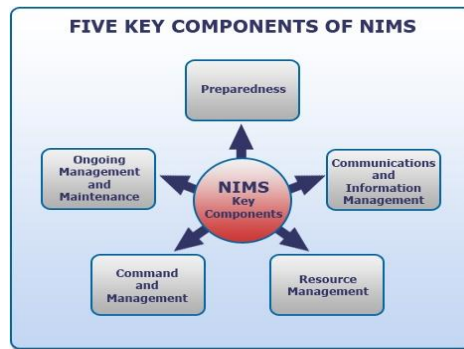 FIVE KEY COMPONENTS OF NIMS
Preparedness
Ongoing
Management
and
Maintenance
Communications
and
Information
Management
NIMS
Key
Components
Command
and
Management
Resource
Management